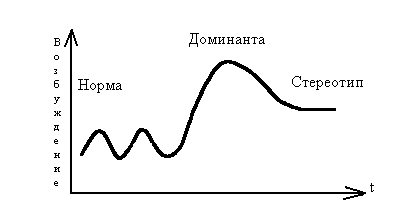 Доминанта
Возбуждение
Норма
Стереотип
t